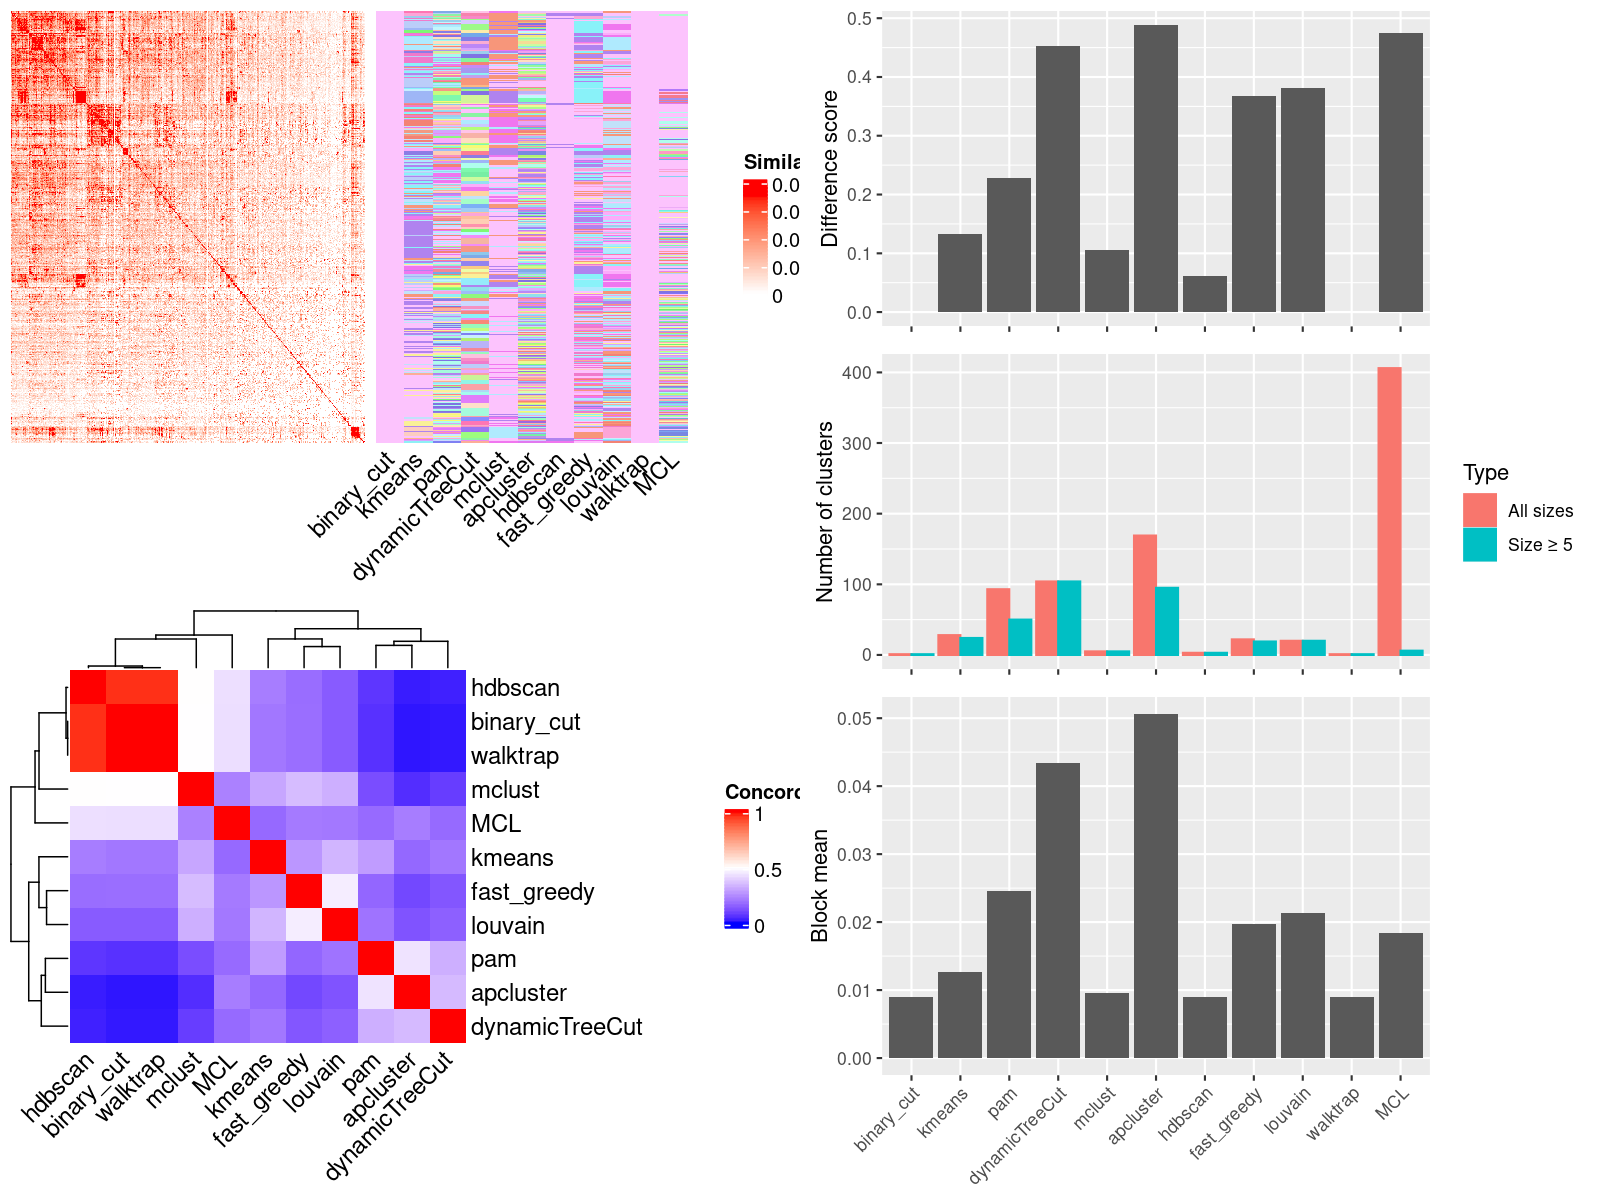 Simila
0.0
0.0
0.0
0.0
0
binary_cut
kmeans
pam
dynamicTreeCut
mclust
apcluster
hdbscan
fast_greedy
louvain
walktrap
MCL
hdbscan
binary_cut
walktrap
mclust
MCL
kmeans
fast_greedy
louvain
pam
apcluster
dynamicTreeCut
hdbscan
binary_cut
walktrap
mclust
MCL
kmeans
fast_greedy
louvain
pam
apcluster
dynamicTreeCut
Concord
1
0.5
0
Difference score
0.5
0.4
0.3
0.2
0.1
0.0
Number of clusters
400
300
200
100
0
Type
All sizes
Size ≥ 5
Block mean
0.05
0.04
0.03
0.02
0.01
0.00
binary_cut
kmeans
pam
dynamicTreeCut
mclust
apcluster
hdbscan
fast_greedy
louvain
walktrap
MCL